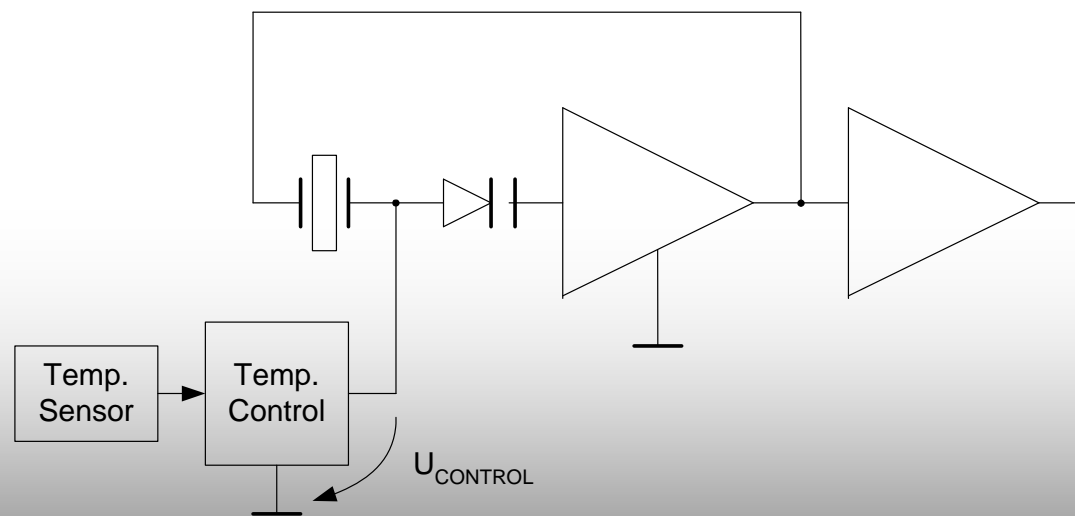 Temp.
Sensor
Temp.
Control
UCONTROL